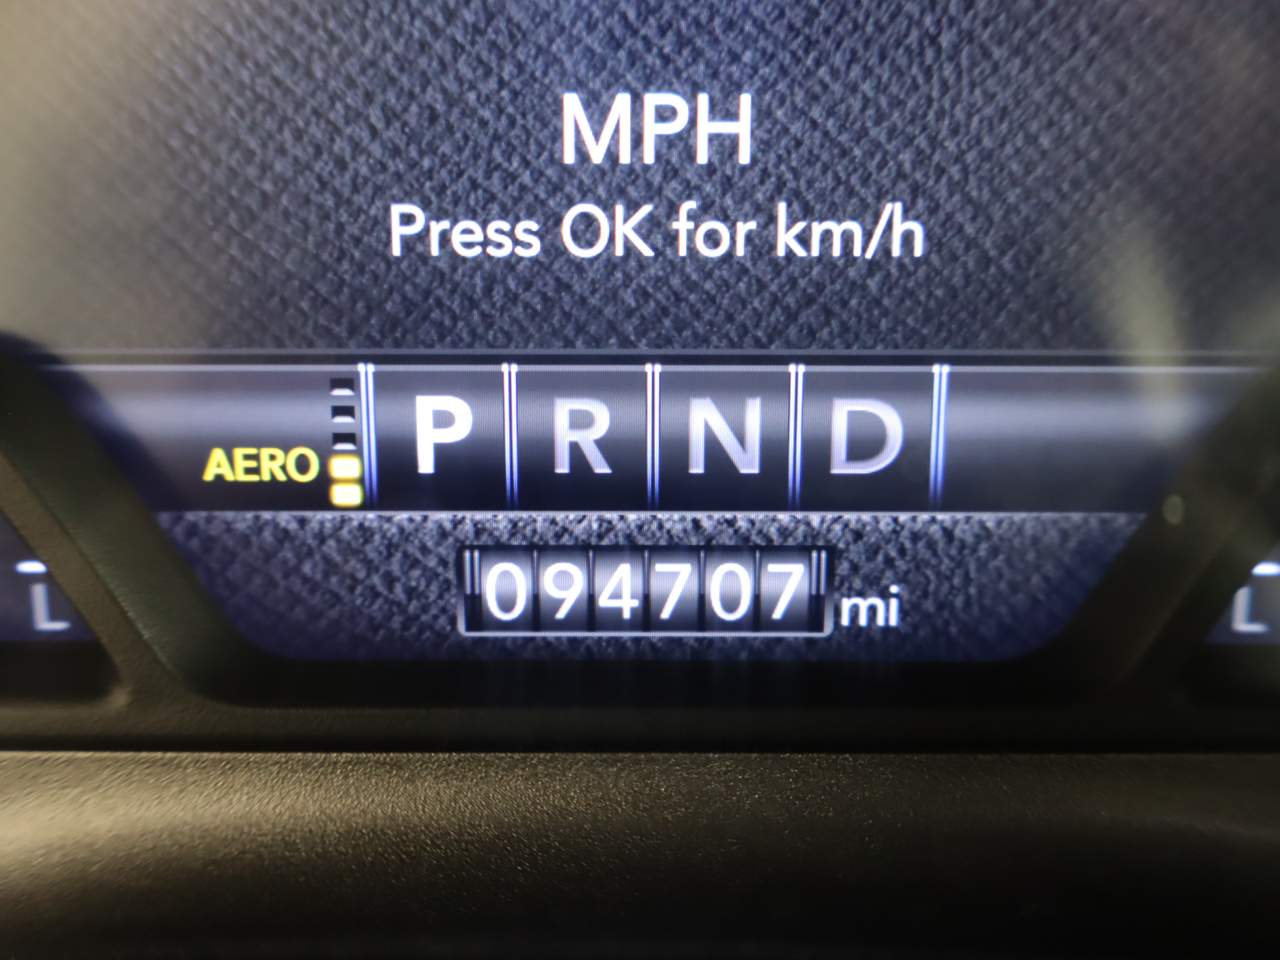 MPH
Press OK for km/h
P R N D
AERO
094707 mi
L
L